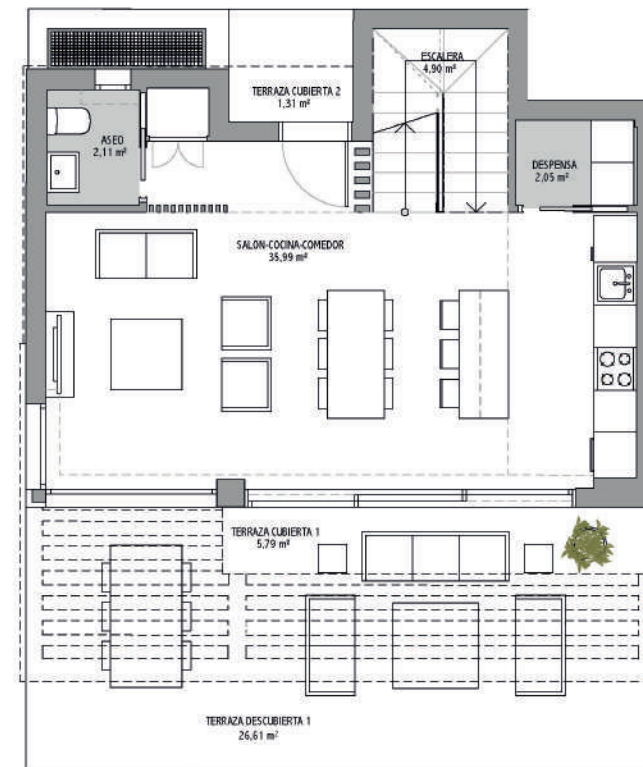 ESCALERA
4,90 m²
TERRAZA CUBIERTA 2
1,31 m²
ASEO
2,11 m²
DESPENSA
2,05 m²
SALON-COCINA-COMEDOR
35,99 m²
TERRAZA CUBIERTA 1
5,79 m²
TERRAZA DESCUBIERTA 1
26,61 m²